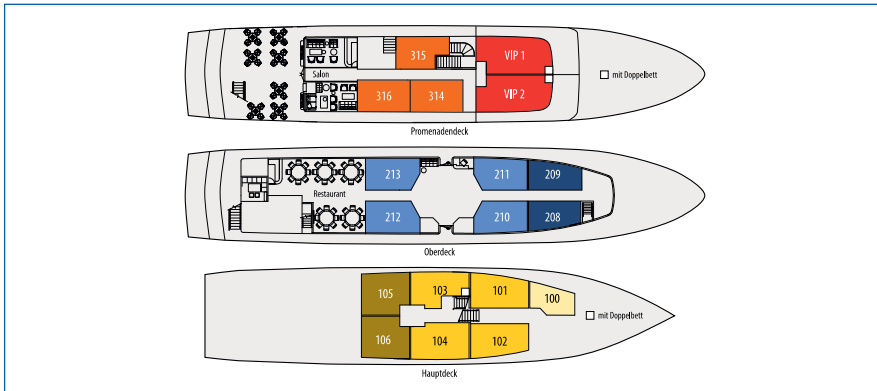 315
VIP 1
Salon
mit Doppelbett
316
314
VIP 2
Promenadendeck
213
211
209
Restaurant
212
210
208
Oberdeck
105
103
101
100
mit Doppelbett
106
104
102
Hauptdeck